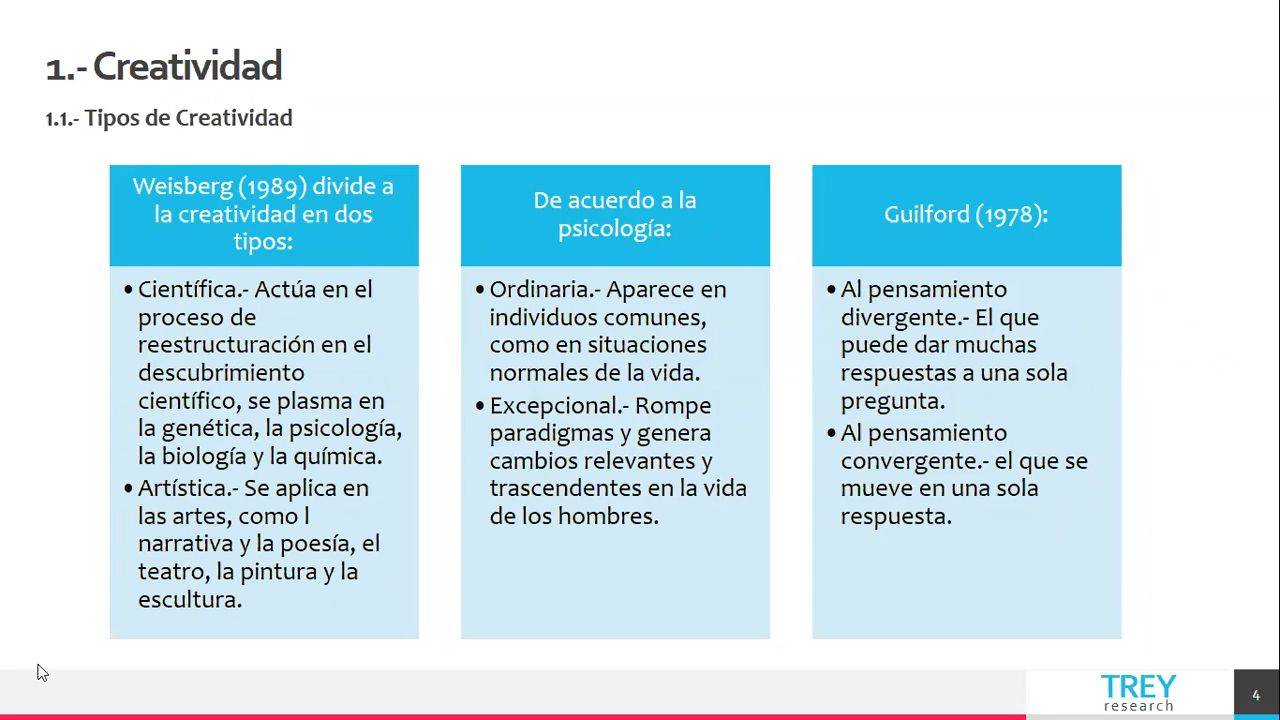 1.- Creatividad
1.1.- Tipos de Creatividad
Weisberg (1989) divide a
la creatividad en dos
tipos:
• Científica.- Actúa en el
proceso de
reestructuración en el
descubrimiento
científico, se plasma en
la genética, la psicología,
la biología y la química.
• Artística.- Se aplica en
las artes, como l
narrativa y la poesía, el
teatro, la pintura y la
escultura.
De acuerdo a la
psicología:
• Ordinaria.- Aparece en
individuos comunes,
como en situaciones
normales de la vida.
• Excepcional.- Rompe
paradigmas y genera
cambios relevantes y
trascendentes en la vida
de los hombres.
Guilford (1978):
• Al pensamiento
divergente.- El que
puede dar muchas
respuestas a una sola
pregunta.
• Al pensamiento
convergente.- el que se
mueve en una sola
respuesta.
TREY
research
4